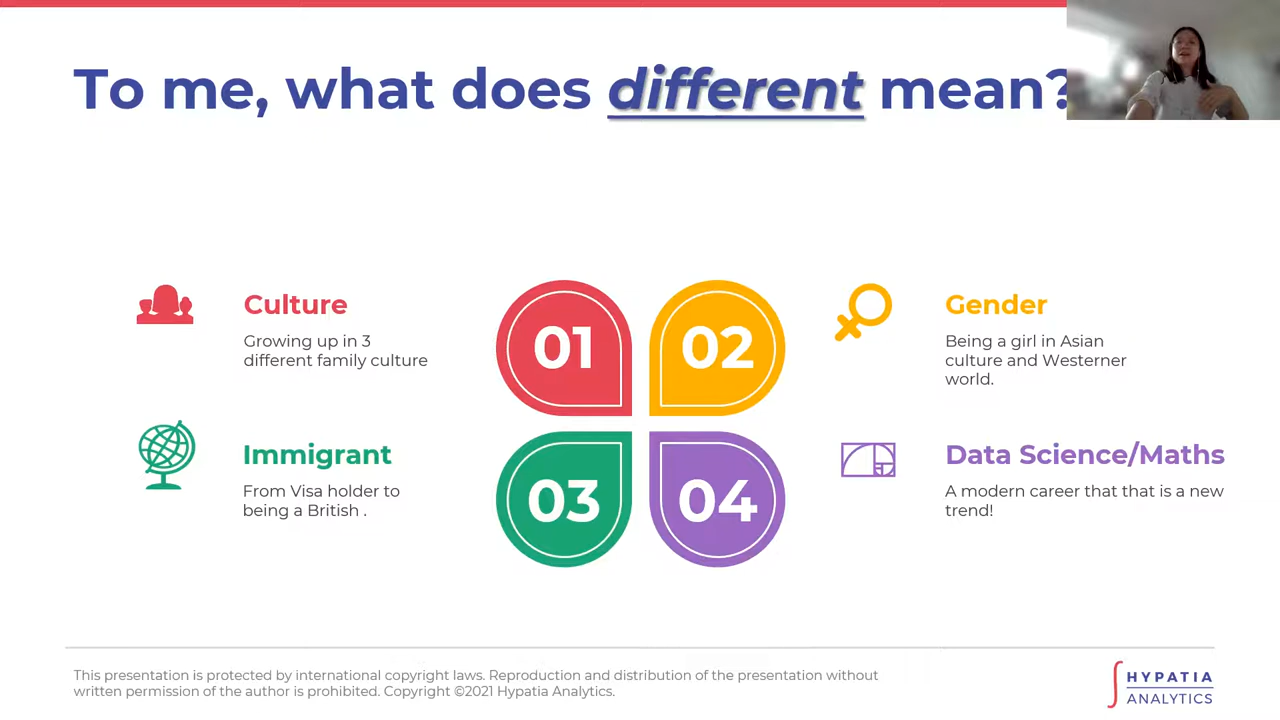 To me, what does different mean?
Culture
Growing up in 3
different family culture
01
02
Gender
Being a girl in Asian
culture and Westerner
world.
Immigrant
From Visa holder to
being a British .
03
04
Data Science/Maths
A modern career that that is a new
trend!
This presentation is protected by international copyright laws. Reproduction and distribution of the presentation without
written permission of the author is prohibited. Copyright ©2021 Hypatia Analytics.
HYPATIA
ANALYTICS